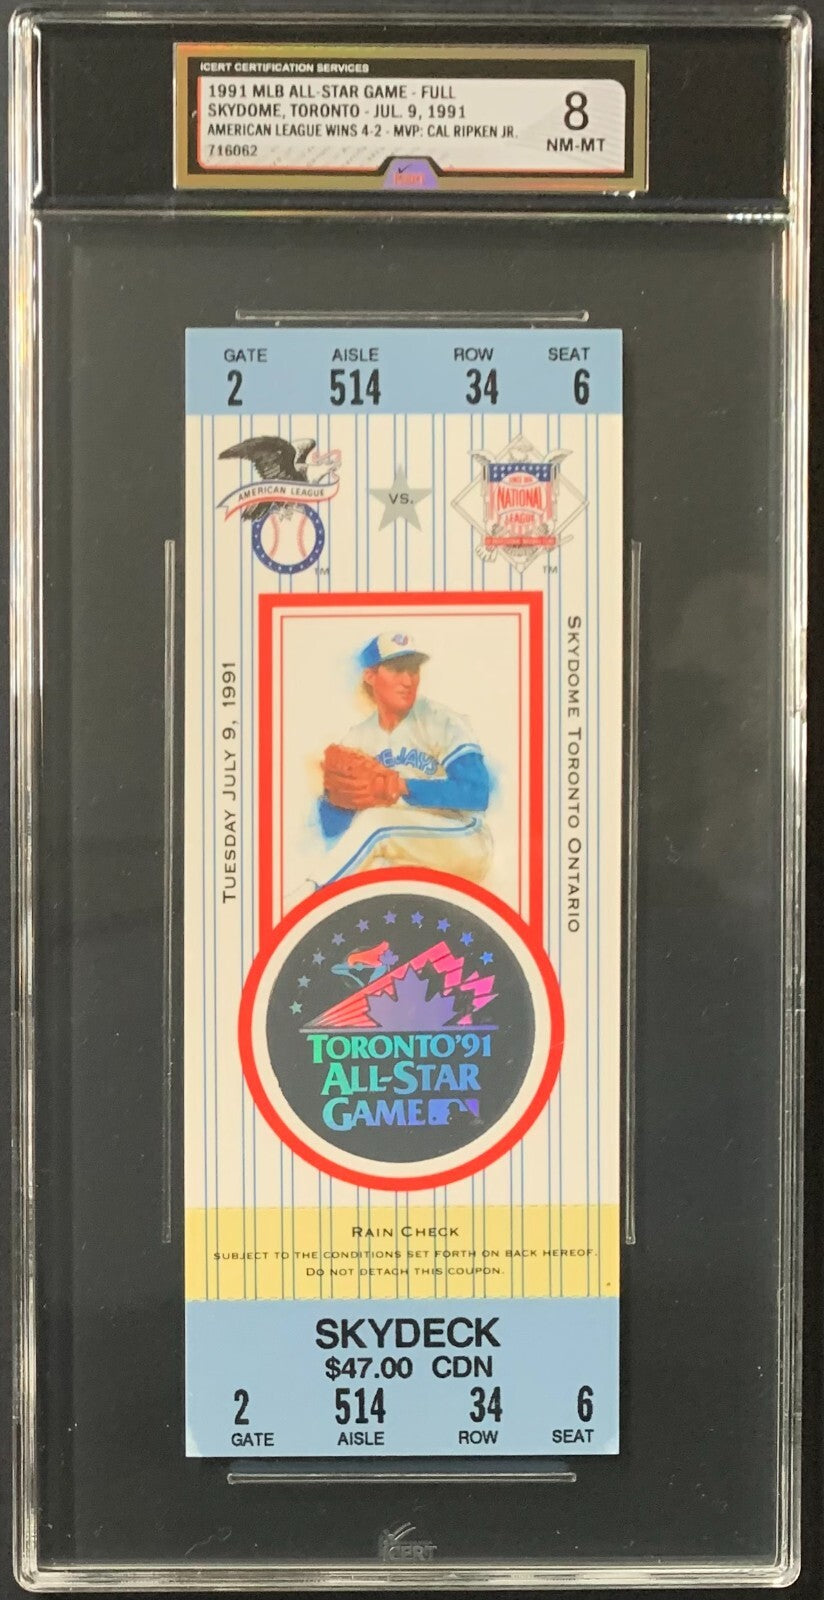 iCERT CERTIFICATION SERVICES
1991 MLB ALL-STAR GAME - FULL
SKYDOME, TORONTO - JUL. 9, 1991
AMERICAN LEAGUE WINS 4-2 - MVP: CAL RIPKEN JR.
716062
8
NM-MT
GATE AISLE ROW SEAT
2 514 34 6
AMERICAN LEAGUE
TM
VS.
SINCE 1876
NATIONAL
LEAGUE
TM
TUESDAY JULY 9, 1991
SKYDOME TORONTO ONTARIO
EJAYS
TORONTO'91
ALL-STAR
GAME
RAIN CHECK
SUBJECT TO THE CONDITIONS SET FORTH ON BACK HEREOF.
DO NOT DETACH THIS COUPON.
SKYDECK
$47.00 CDN
2 514 34 6
GATE AISLE ROW SEAT
iCERT